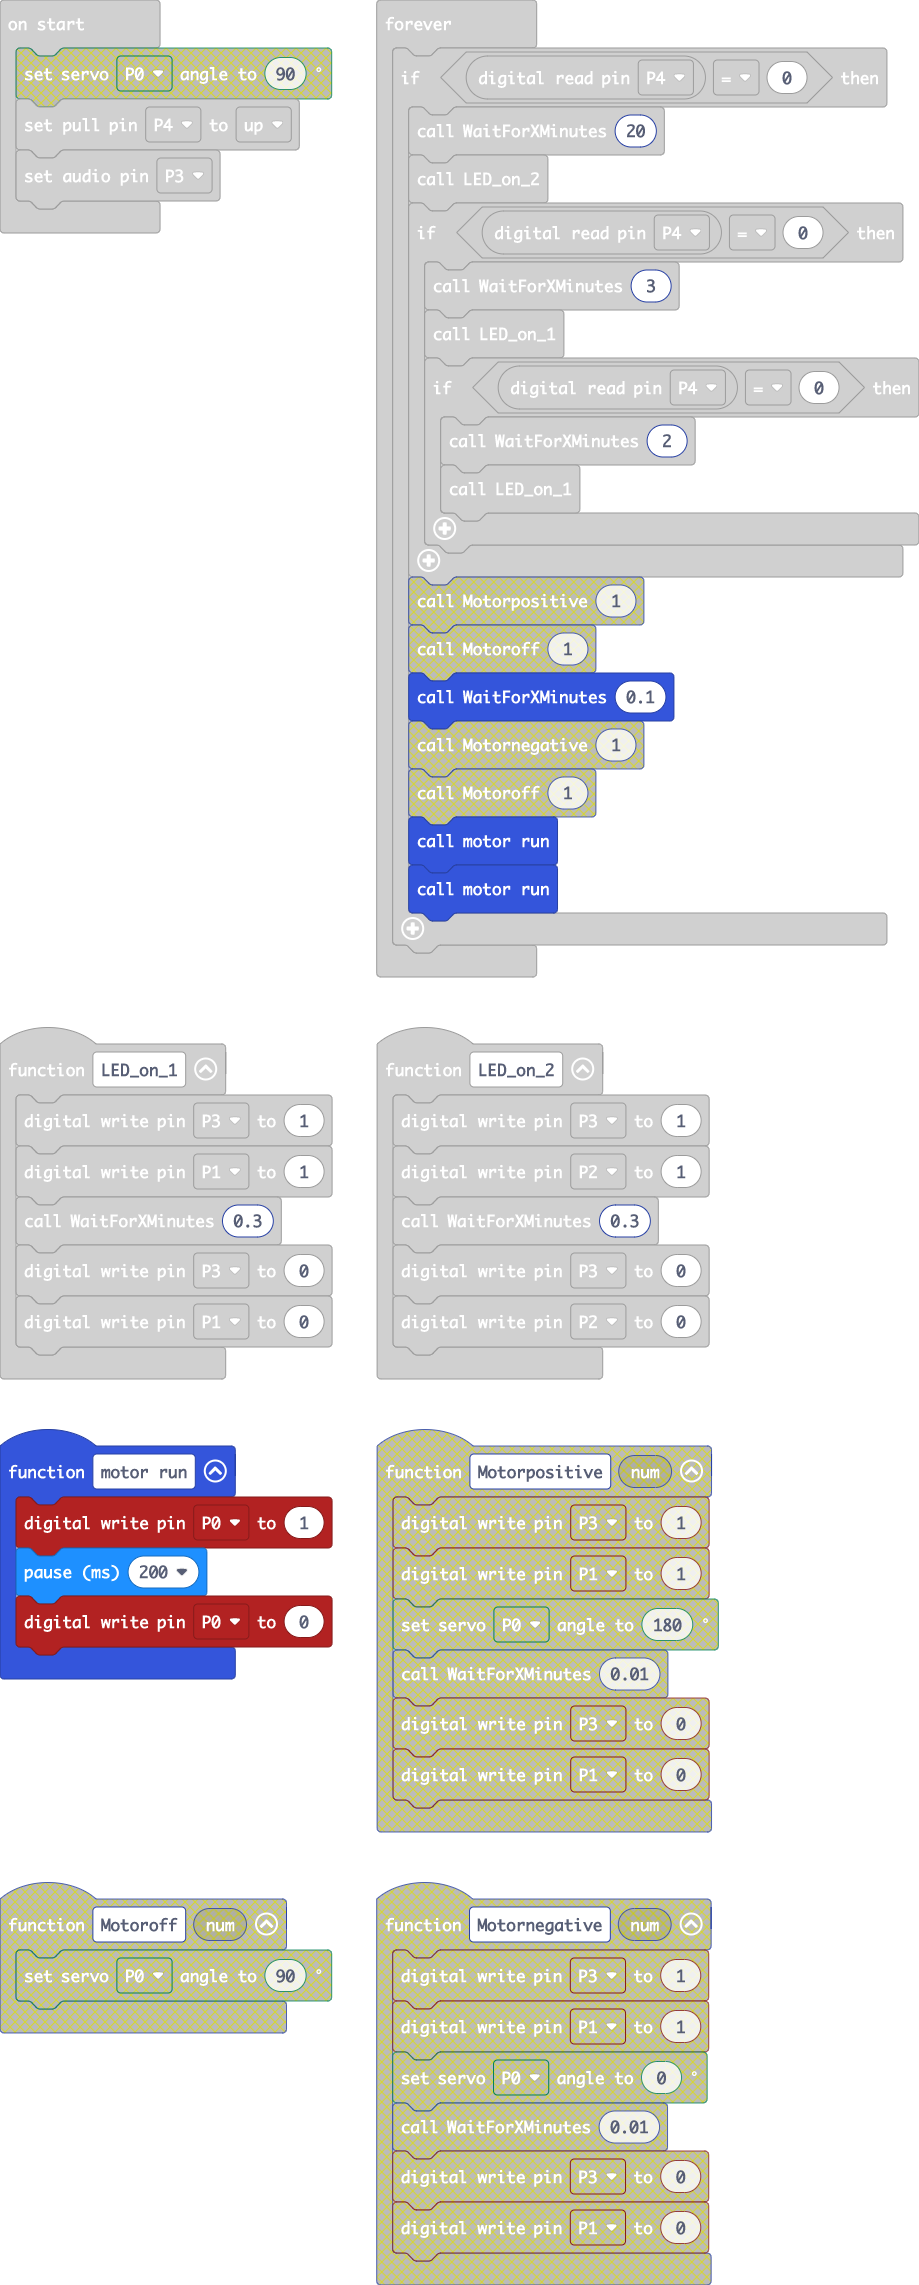 on start
set servo P0 angle to 90 °
set pull pin P4 to up
set audio pin P3
forever
if digital read pin P4 = 0 then
call WaitForXMinutes 20
call LED_on_2
if digital read pin P4 = 0 then
call WaitForXMinutes 3
call LED_on_1
if digital read pin P4 = 0 then
call WaitForXMinutes 2
call LED_on_1
call Motorpositive 1
call Motoroff 1
call WaitForXMinutes 0.1
call Motornegative 1
call Motoroff 1
call motor run
call motor run
function LED_on_1
digital write pin P3 to 1
digital write pin P1 to 1
call WaitForXMinutes 0.3
digital write pin P3 to 0
digital write pin P1 to 0
function LED_on_2
digital write pin P3 to 1
digital write pin P2 to 1
call WaitForXMinutes 0.3
digital write pin P3 to 0
digital write pin P2 to 0
function motor run
digital write pin P0 to 1
pause (ms) 200
digital write pin P0 to 0
function Motorpositive num
digital write pin P3 to 1
digital write pin P1 to 1
set servo P0 angle to 180 °
call WaitForXMinutes 0.01
digital write pin P3 to 0
digital write pin P1 to 0
function Motoroff num
set servo P0 angle to 90 °
function Motornegative num
digital write pin P3 to 1
digital write pin P1 to 1
set servo P0 angle to 0 °
call WaitForXMinutes 0.01
digital write pin P3 to 0
digital write pin P1 to 0